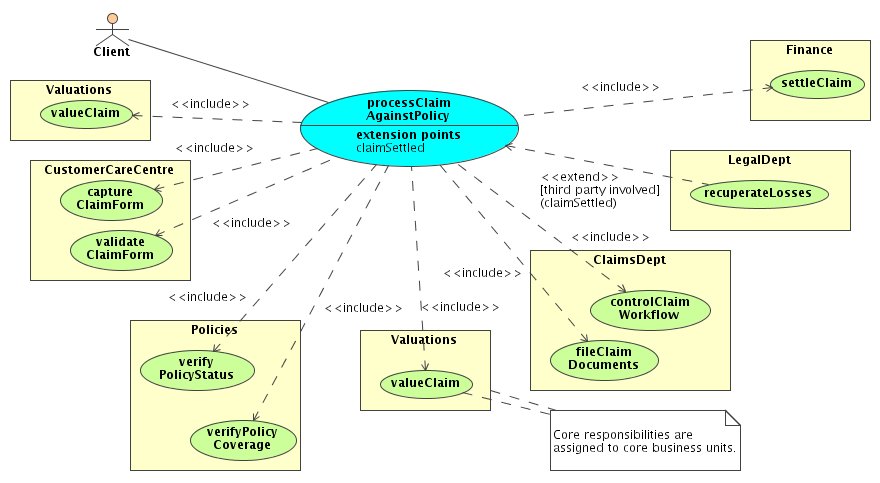 Client
Finance
settleClaim
<<include>>
Valuations
valueClaim
<<include>>
processClaim
AgainstPolicy
extension points
claimSettled
<<include>>
CustomerCareCentre
capture
ClaimForm
validate
ClaimForm
<<include>>
LegalDept
recuperateLosses
<<extend>>
[third party involved]
(claimSettled)
<<include>>
ClaimsDept
controlClaim
Workflow
fileClaim
Documents
<<include>>
<<include>>
<<include>>
<<include>>
Policies
verify
PolicyStatus
verifyPolicy
Coverage
Valuations
valueClaim
Core responsibilities are
assigned to core business units.